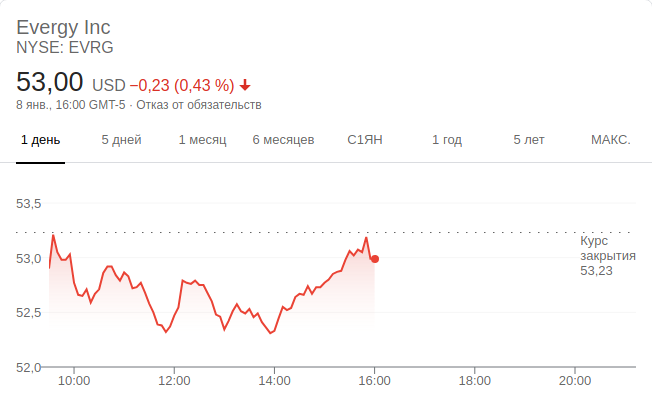 Evergy Inc
NYSE: EVRG
53,00 USD −0,23 (0,43 %)
8 янв., 16:00 GMT-5 · Отказ от обязательств
1 день 5 дней 1 месяц 6 месяцев С1ЯН 1 год 5 лет МАКС.
53,5
Курс
закрытия
53,23
53,0
52,5
52,0
10:00 12:00 14:00 16:00 18:00 20:00